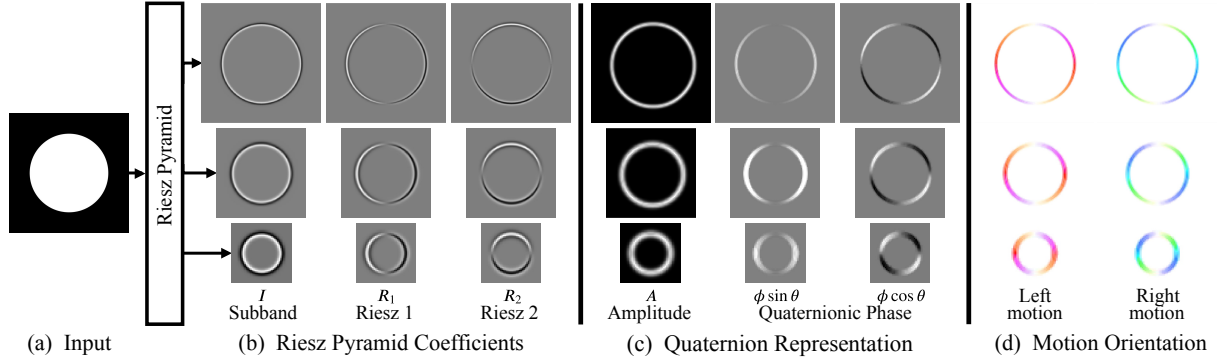 Riesz Pyramid
I R₁ R₂ A ϕ sin θ ϕ cos θ
Subband Riesz 1 Riesz 2 Amplitude Quaternionic Phase
Left motion
Right motion
(a) Input (b) Riesz Pyramid Coefficients (c) Quaternion Representation (d) Motion Orientation